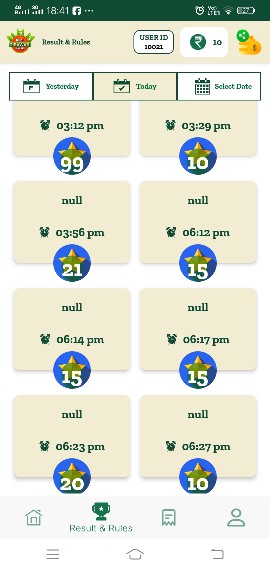 18:41
Result & Rules
USER ID
10021
10
Yesterday
Today
Select Date
03:12 pm
03:29 pm
99
10
null
null
03:56 pm
06:12 pm
21
15
null
null
06:14 pm
06:17 pm
15
15
null
null
06:23 pm
06:27 pm
20
10
Result & Rules